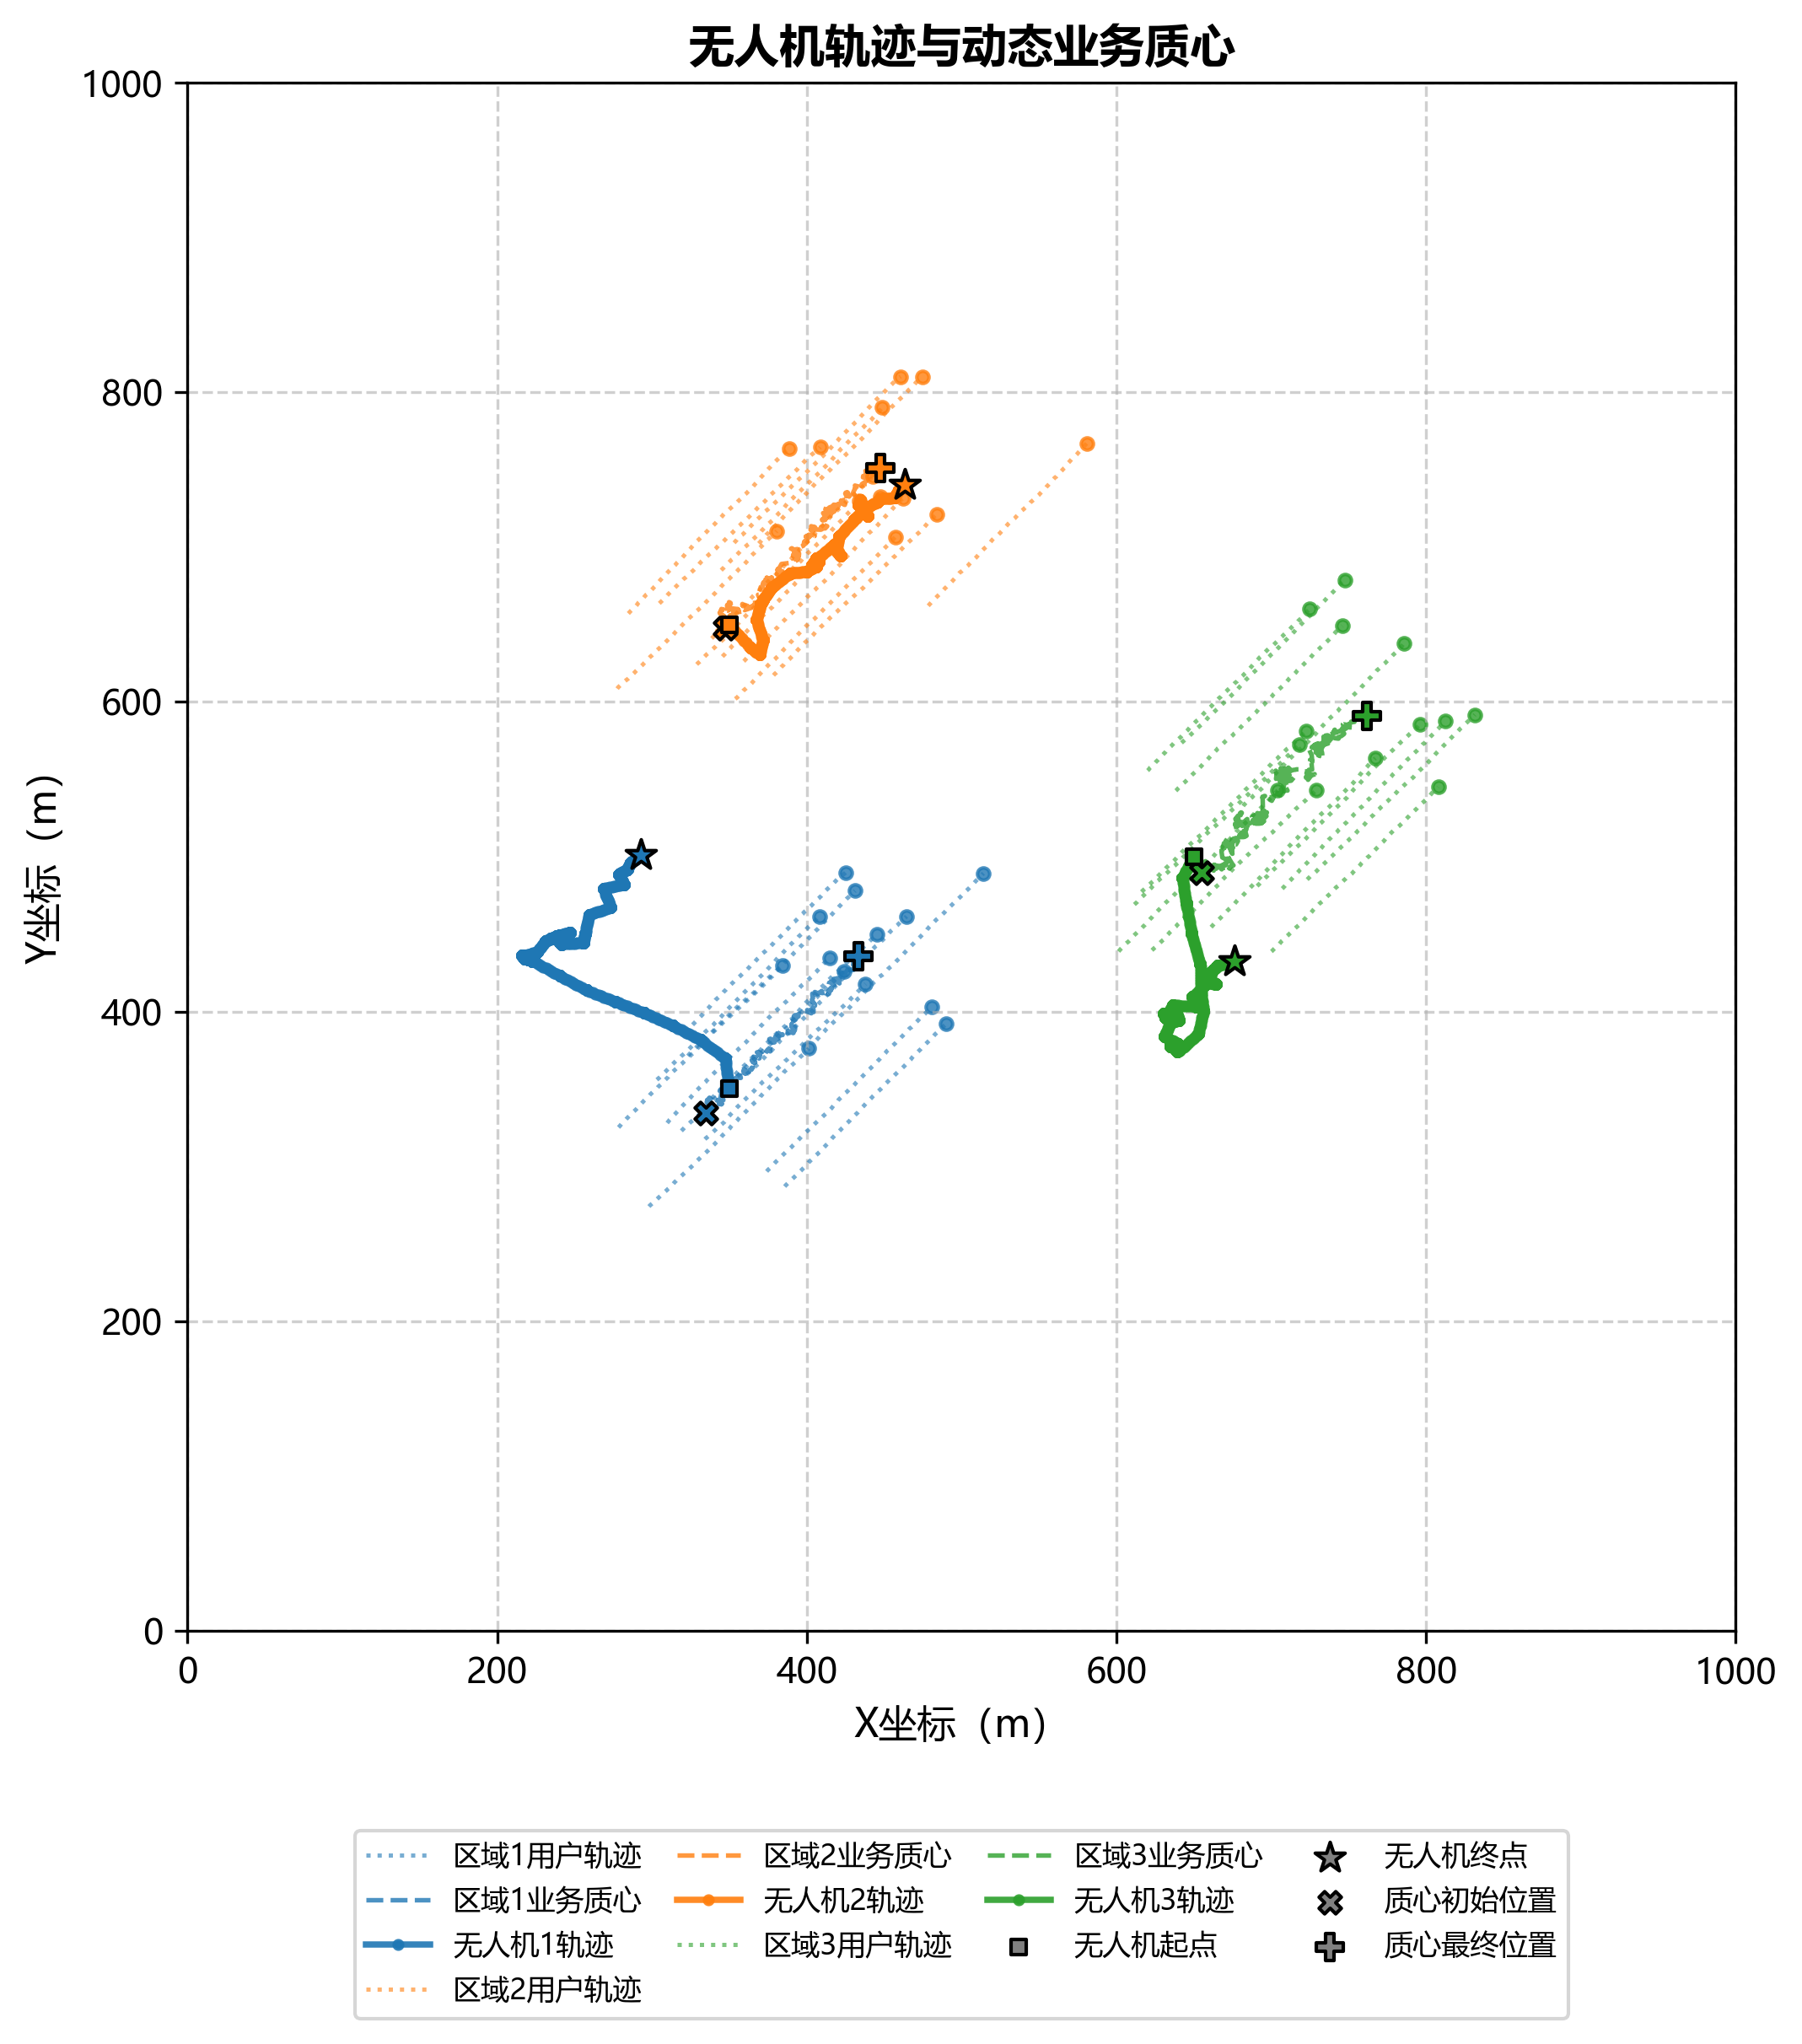 无人机轨迹与动态业务质心
1000
800
600
400
200
0
Y坐标（m）
0 200 400 600 800 1000
X坐标（m）
区域1用户轨迹
区域1业务质心
无人机1轨迹
区域2用户轨迹
区域2业务质心
无人机2轨迹
区域3用户轨迹
区域3业务质心
无人机3轨迹
无人机起点
无人机终点
质心初始位置
质心最终位置